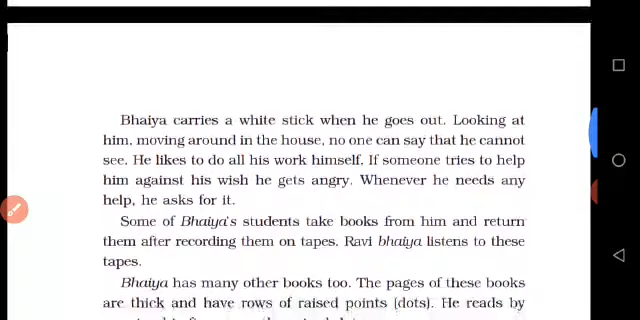 Bhaiya carries a white stick when he goes out. Looking at
him, moving around in the house, no one can say that he cannot
see. He likes to do all his work himself. If someone tries to help
him against his wish he gets angry. Whenever he needs any
help, he asks for it.
Some of Bhaiya's students take books from him and return
them after recording them on tapes. Ravi bhaiya listens to these
tapes.
Bhaiya has many other books too. The pages of these books
are thick and have rows of raised points (dots). He reads by